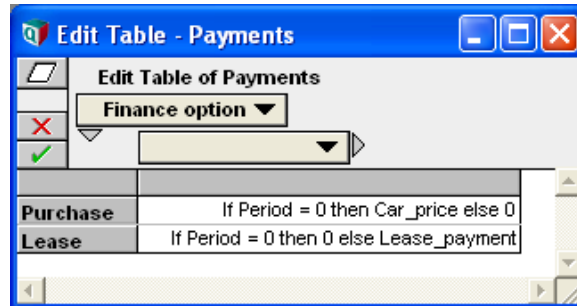 Edit Table - Payments
Edit Table of Payments
Finance option
Purchase If Period = 0 then Car_price else 0
Lease If Period = 0 then 0 else Lease_payment